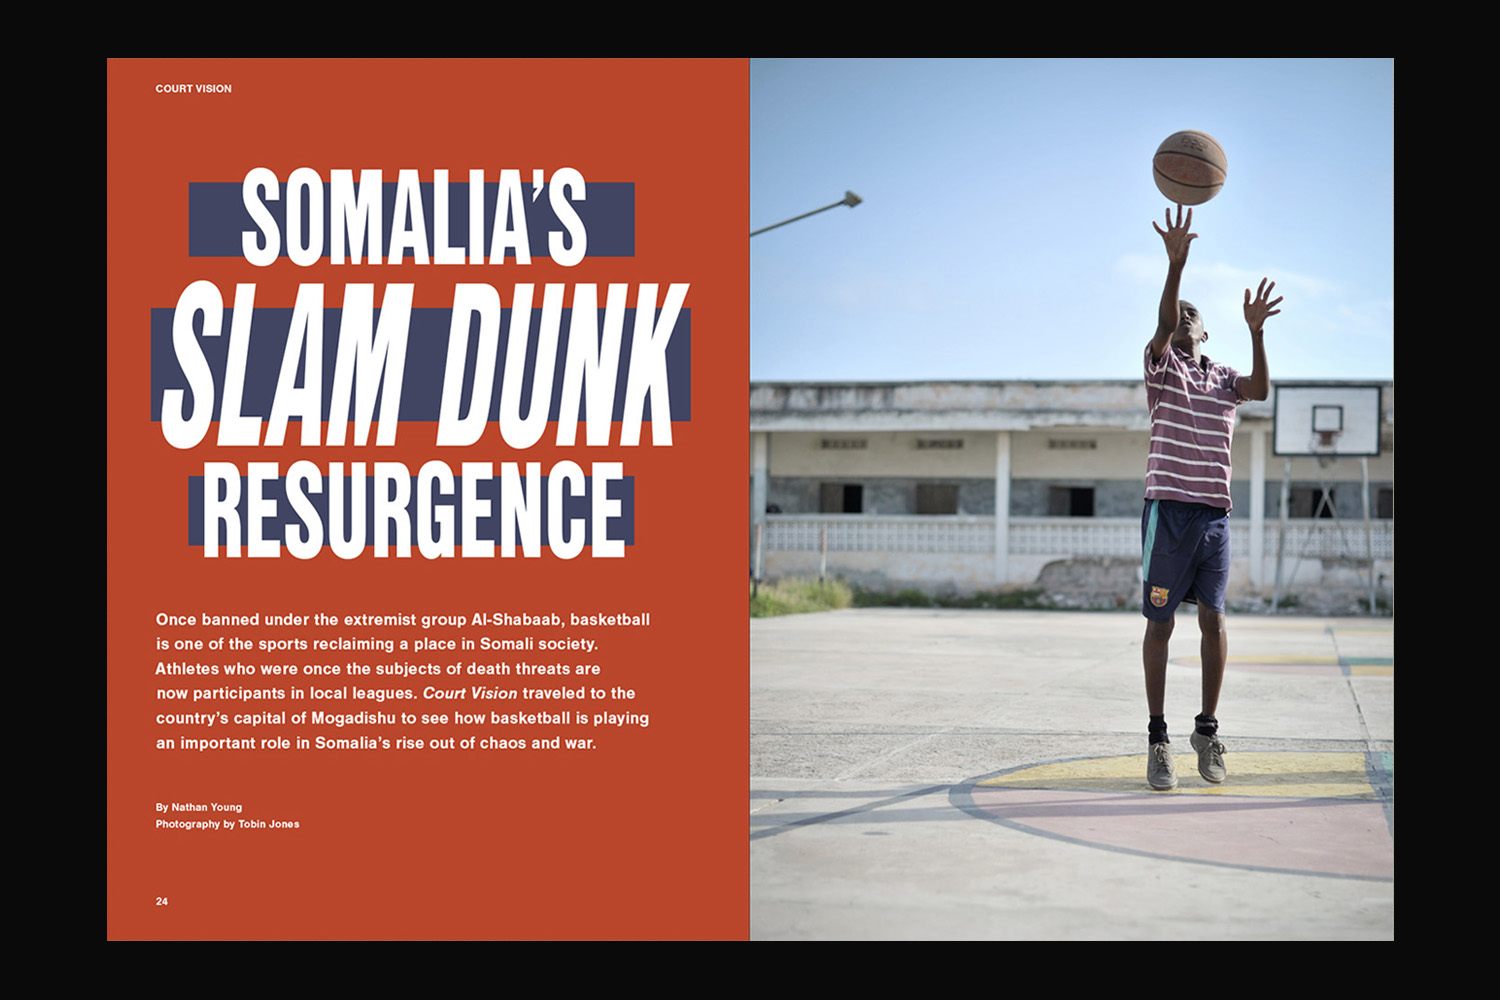 COURT VISION
SOMALIA'S
SLAM DUNK
RESURGENCE
Once banned under the extremist group Al-Shabaab, basketball
is one of the sports reclaiming a place in Somali society.
Athletes who were once the subjects of death threats are
now participants in local leagues. Court Vision traveled to the
country's capital of Mogadishu to see how basketball is playing
an important role in Somalia's rise out of chaos and war.
By Nathan Young
Photography by Tobin Jones
24